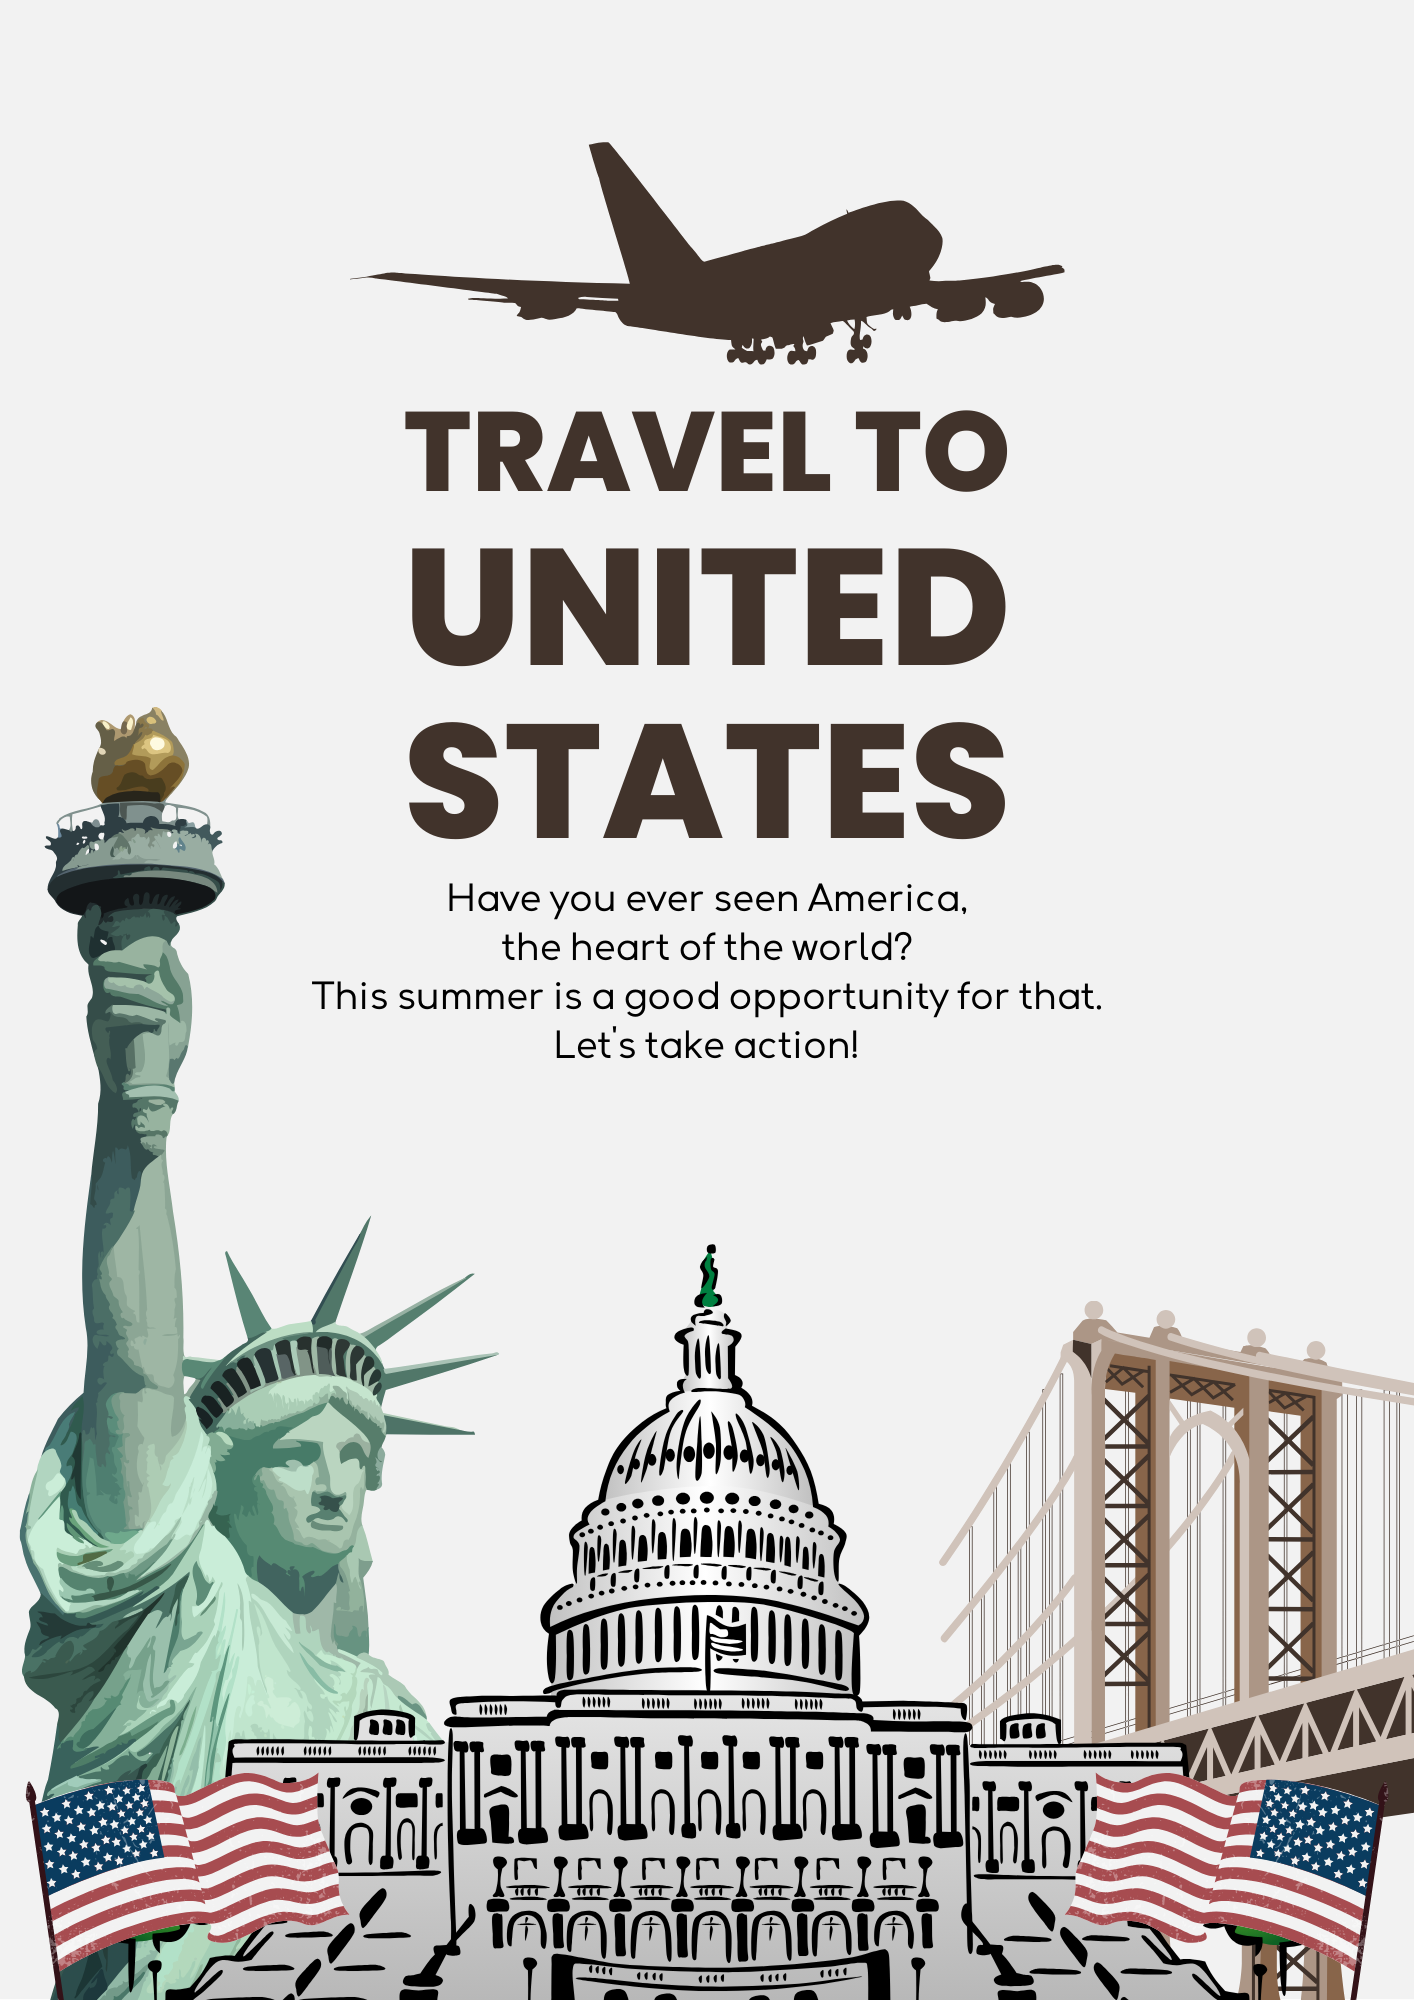 TRAVEL TO
UNITED
STATES
Have you ever seen America,
the heart of the world?
This summer is a good opportunity for that.
Let's take action!